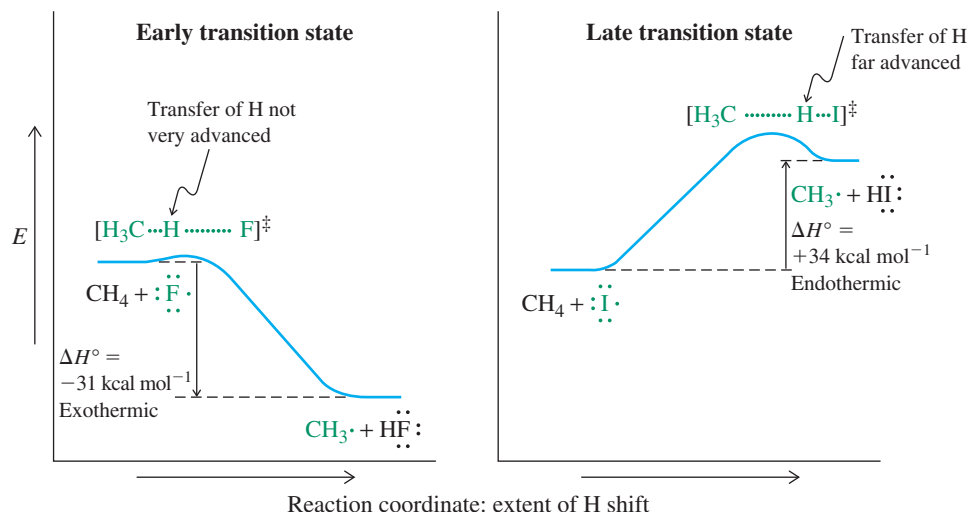 Early transition state
Transfer of H not
very advanced
[H₃C ··· H ········· F]‡
E
CH₄ + :F̈·
ΔH° =
−31 kcal mol⁻¹
Exothermic
CH₃· + HF̈:
Late transition state
Transfer of H
far advanced
[H₃C ········· H ··· I]‡
CH₃· + HÏ:
ΔH° =
+34 kcal mol⁻¹
Endothermic
CH₄ + :Ï·
Reaction coordinate: extent of H shift